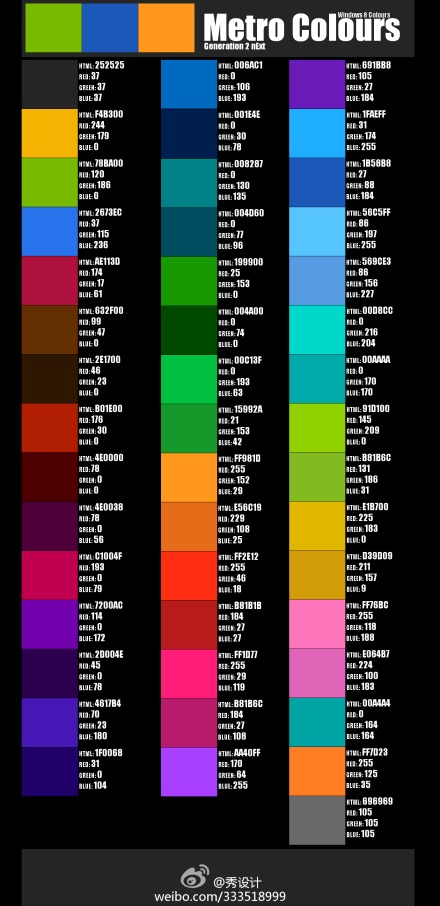 Windows 8 Colours
Metro Colours
Generation 2 nExt
HTML: 252525
RED: 37
GREEN: 37
BLUE: 37
HTML: F4B300
RED: 244
GREEN: 179
BLUE: 0
HTML: 78BA00
RED: 120
GREEN: 186
BLUE: 0
HTML: 2673EC
RED: 37
GREEN: 115
BLUE: 236
HTML: AE113D
RED: 174
GREEN: 17
BLUE: 61
HTML: 632F00
RED: 99
GREEN: 47
BLUE: 0
HTML: 2E1700
RED: 46
GREEN: 23
BLUE: 0
HTML: B01E00
RED: 176
GREEN: 30
BLUE: 0
HTML: 4E0000
RED: 78
GREEN: 0
BLUE: 0
HTML: 4E0038
RED: 78
GREEN: 0
BLUE: 56
HTML: C1004F
RED: 193
GREEN: 0
BLUE: 79
HTML: 7200AC
RED: 114
GREEN: 0
BLUE: 172
HTML: 2D004E
RED: 45
GREEN: 0
BLUE: 78
HTML: 4617B4
RED: 70
GREEN: 23
BLUE: 180
HTML: 1F0068
RED: 31
GREEN: 0
BLUE: 104
HTML: 006AC1
RED: 0
GREEN: 106
BLUE: 193
HTML: 001E4E
RED: 0
GREEN: 30
BLUE: 78
HTML: 008287
RED: 0
GREEN: 130
BLUE: 135
HTML: 004D60
RED: 0
GREEN: 77
BLUE: 96
HTML: 199900
RED: 25
GREEN: 153
BLUE: 0
HTML: 004A00
RED: 0
GREEN: 74
BLUE: 0
HTML: 00C13F
RED: 0
GREEN: 193
BLUE: 63
HTML: 15992A
RED: 21
GREEN: 153
BLUE: 42
HTML: FF981D
RED: 255
GREEN: 152
BLUE: 29
HTML: E56C19
RED: 229
GREEN: 108
BLUE: 25
HTML: FF2E12
RED: 255
GREEN: 46
BLUE: 18
HTML: B81B1B
RED: 184
GREEN: 27
BLUE: 27
HTML: FF1D77
RED: 255
GREEN: 29
BLUE: 119
HTML: B81B6C
RED: 184
GREEN: 27
BLUE: 108
HTML: AA40FF
RED: 170
GREEN: 64
BLUE: 255
HTML: 691BB8
RED: 105
GREEN: 27
BLUE: 184
HTML: 1FAEFF
RED: 31
GREEN: 174
BLUE: 255
HTML: 1B58B8
RED: 27
GREEN: 88
BLUE: 184
HTML: 56C5FF
RED: 86
GREEN: 197
BLUE: 255
HTML: 569CE3
RED: 86
GREEN: 156
BLUE: 227
HTML: 00D8CC
RED: 0
GREEN: 216
BLUE: 204
HTML: 00AAAA
RED: 0
GREEN: 170
BLUE: 170
HTML: 91D100
RED: 145
GREEN: 209
BLUE: 0
HTML: B81B6C
RED: 131
GREEN: 186
BLUE: 31
HTML: E1B700
RED: 225
GREEN: 183
BLUE: 0
HTML: D39D09
RED: 211
GREEN: 157
BLUE: 9
HTML: FF76BC
RED: 255
GREEN: 118
BLUE: 188
HTML: E064B7
RED: 224
GREEN: 100
BLUE: 183
HTML: 00A4A4
RED: 0
GREEN: 164
BLUE: 164
HTML: FF7D23
RED: 255
GREEN: 125
BLUE: 35
HTML: 696969
RED: 105
GREEN: 105
BLUE: 105
@秀设计
weibo.com/333518999